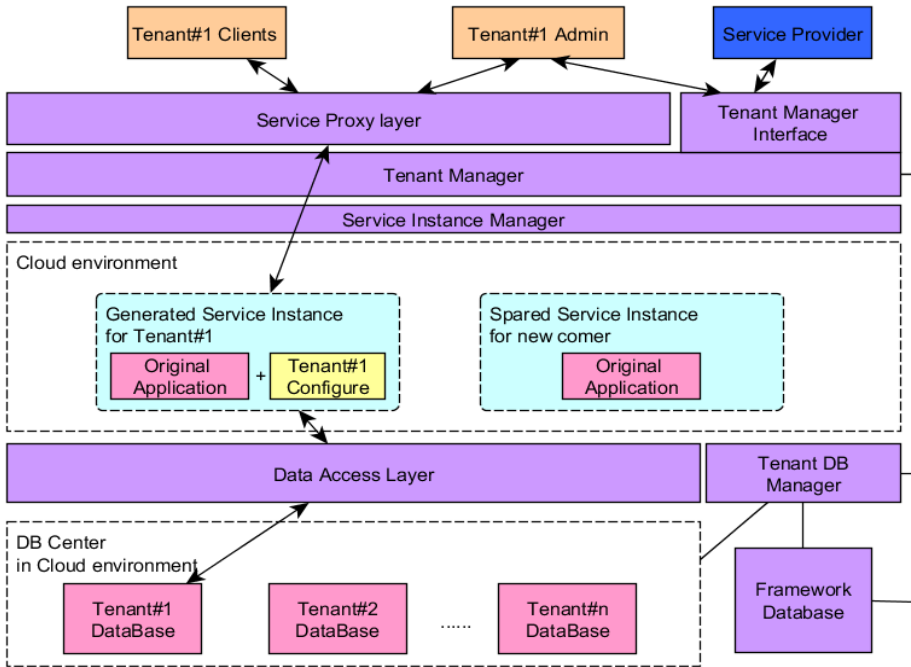 Tenant#1 Clients
Tenant#1 Admin
Service Provider
Service Proxy layer
Tenant Manager
Interface
Tenant Manager
Service Instance Manager
Cloud environment
Generated Service Instance
for Tenant#1
Original
Application
+
Tenant#1
Configure
Spared Service Instance
for new comer
Original
Application
Data Access Layer
Tenant DB
Manager
DB Center
in Cloud environment
Tenant#1
DataBase
Tenant#2
DataBase
......
Tenant#n
DataBase
Framework
Database